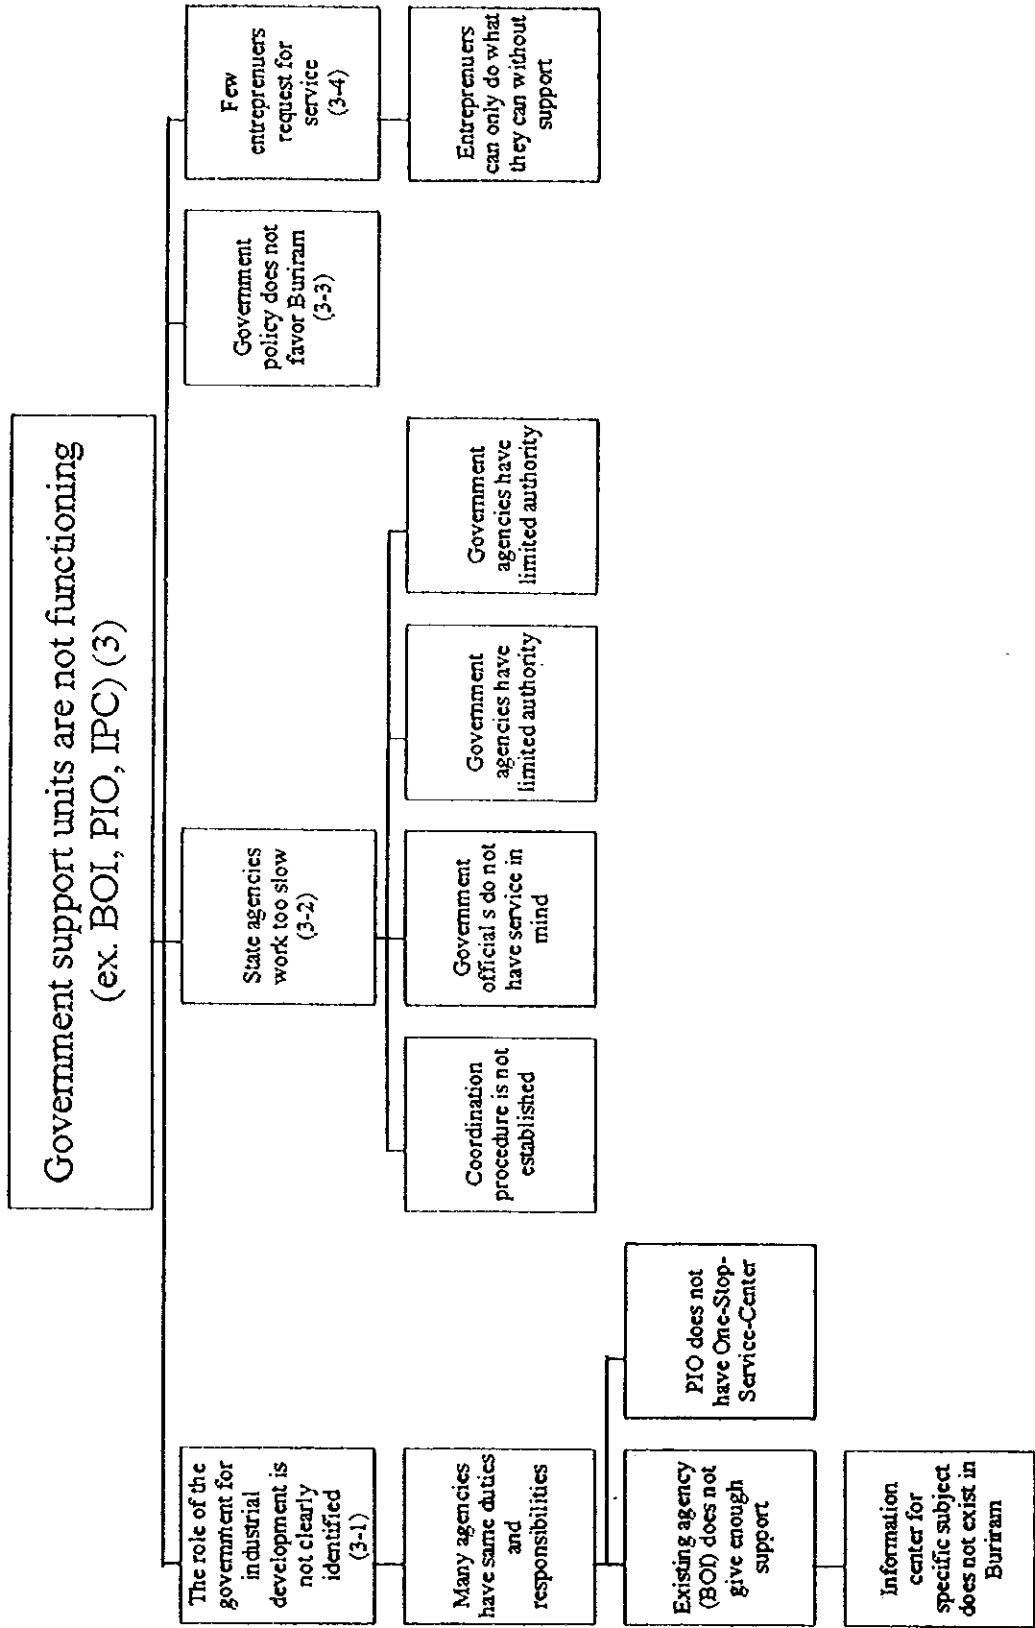 Government support units are not functioning
(ex. BOI, PIO, IPC) (3)
The role of the
government for
industrial
development is
not clearly
identified
(3-1)
State agencies
work too slow
(3-2)
Government
policy does not
favor Buriram
(3-3)
Few
entreprenuers
request for
service
(3-4)
Many agencies
have same duties
and
responsibilities
Coordination
procedure is not
established
Government
official s do not
have service in
mind
Government
agencies have
limited authority
Government
agencies have
limited authority
Entreprenuers
can only do what
they can without
support
Existing agency
(BOI) does not
give enough
support
PIO does not
have One-Stop-
Service-Center
Information
center for
specific subject
does not exist in
Buriram